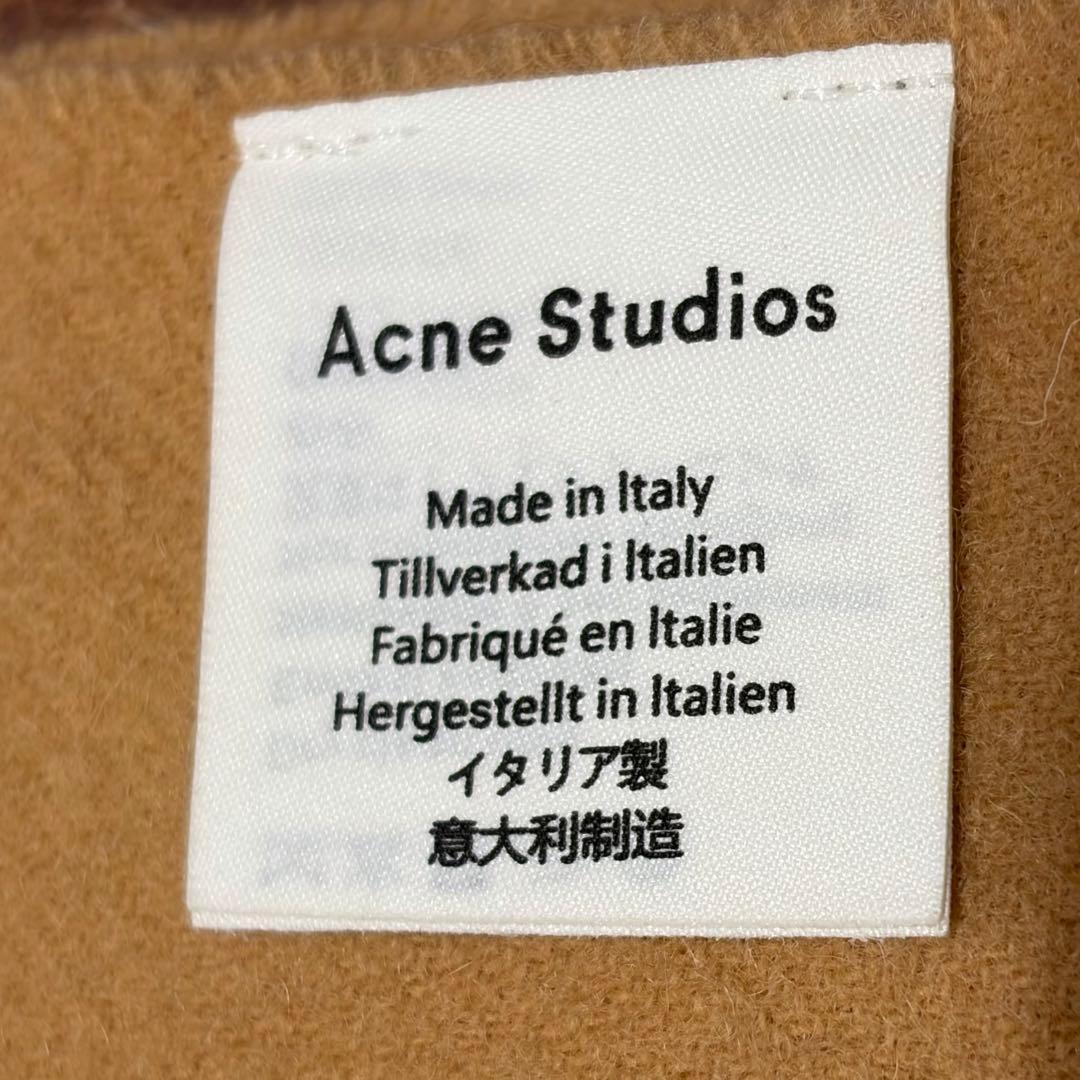 Acne Studios
Made in Italy
Tillverkad i Italien
Fabriqué en Italie
Hergestellt in Italien
イタリア製
意大利制造